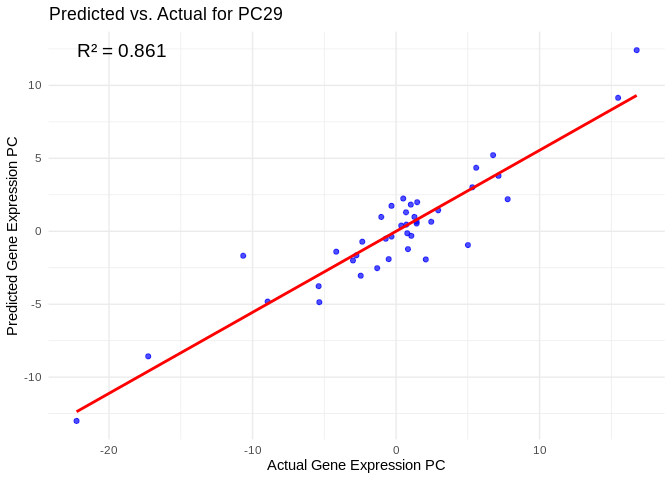 Predicted vs. Actual for PC29
R² = 0.861
Predicted Gene Expression PC
10
5
0
-5
-10
-20
-10
0
10
Actual Gene Expression PC